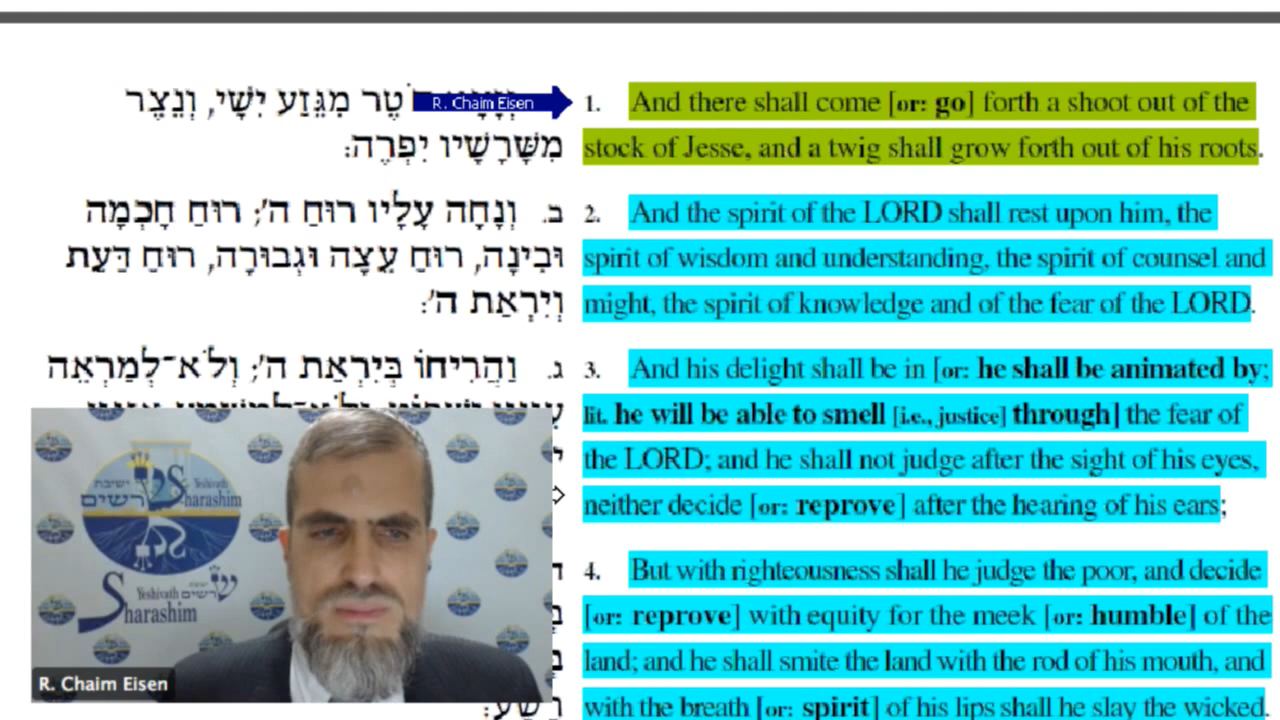 מִגֵּזַע יִשָׁי, וְנֵצֶר
מִשָּׁרָשָׁיו יִפְרֶה:
ב. וְנָחָה עָלָיו רוּחַ ה'; רוּחַ חָכְמָה
וּבִינָה, רוּחַ עֵצָה וּגְבוּרָה, רוּחַ דַּעַת
וְיִרְאַת ה':
ג. וַהֲרִיחוֹ בְּיִרְאַת ה'; וְלֹא־לְמַרְאֵה
R. Chaim Eisen
1. And there shall come [or: go] forth a shoot out of the
stock of Jesse, and a twig shall grow forth out of his roots.
2. And the spirit of the LORD shall rest upon him, the
spirit of wisdom and understanding, the spirit of counsel and
might, the spirit of knowledge and of the fear of the LORD.
3. And his delight shall be in [or: he shall be animated by;
lit. he will be able to smell [i.e., justice] through] the fear of
the LORD; and he shall not judge after the sight of his eyes,
neither decide [or: reprove] after the hearing of his ears;
4. But with righteousness shall he judge the poor, and decide
[or: reprove] with equity for the meek [or: humble] of the
land; and he shall smite the land with the rod of his mouth, and
with the breath [or: spirit] of his lips shall he slay the wicked.
ישיבת
שרשים
Yeshivath
Sharashim
Yeshivath ישיבת שרשים
Sharashim
R. Chaim Eisen